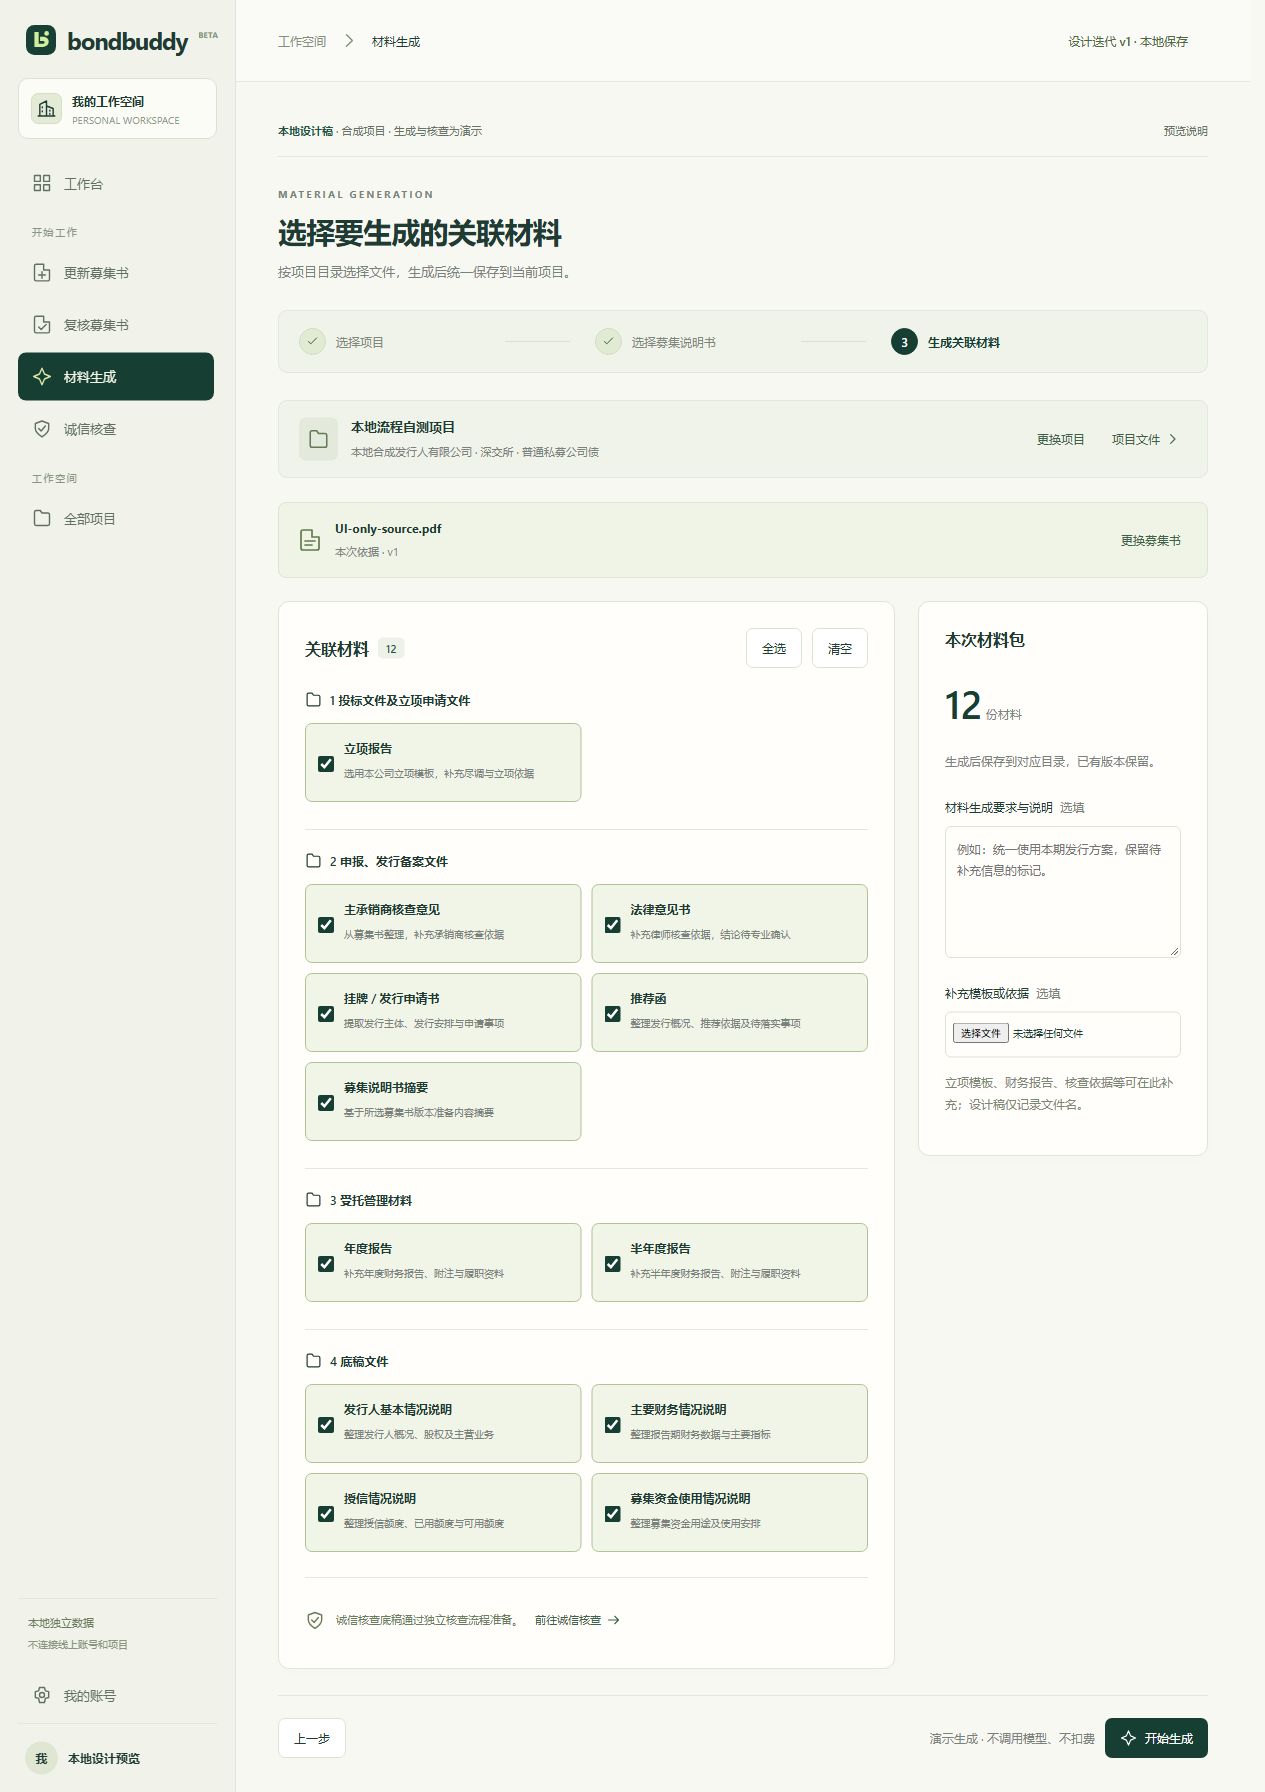 bondbuddy BETA
我的工作空间
PERSONAL WORKSPACE
工作台
开始工作
更新募集书
复核募集书
材料生成
诚信核查
工作空间
全部项目
本地独立数据
不连接线上账号和项目
我的账号
我 本地设计预览
工作空间 材料生成
设计迭代 v1 · 本地保存
本地设计稿 · 合成项目 · 生成与核查为演示
预览说明
MATERIAL GENERATION
选择要生成的关联材料
按项目目录选择文件，生成后统一保存到当前项目。
选择项目
选择募集说明书
3 生成关联材料
本地流程自测项目
本地合成发行人有限公司 · 深交所 · 普通私募公司债
更换项目 项目文件
UI-only-source.pdf
本次依据 · v1
更换募集书
关联材料 12
全选 清空
1 投标文件及立项申请文件
立项报告
选用本公司立项模板，补充尽调与立项依据
2 申报、发行备案文件
主承销商核查意见
从募集书整理，补充承销商核查依据
法律意见书
补充律师核查依据，结论待专业确认
挂牌 / 发行申请书
提取发行主体、发行安排与申请事项
推荐函
整理发行概况、推荐依据及待落实事项
募集说明书摘要
基于所选募集书版本准备内容摘要
3 受托管理材料
年度报告
补充年度财务报告、附注与履职资料
半年度报告
补充半年度财务报告、附注与履职资料
4 底稿文件
发行人基本情况说明
整理发行人概况、股权及主营业务
主要财务情况说明
整理报告期财务数据与主要指标
授信情况说明
整理授信额度、已用额度与可用额度
募集资金使用情况说明
整理募集资金用途及使用安排
诚信核查底稿通过独立核查流程准备。 前往诚信核查
本次材料包
12 份材料
生成后保存到对应目录，已有版本保留。
材料生成要求与说明 选填
例如：统一使用本期发行方案，保留待
补充信息的标记。
补充模板或依据 选填
选择文件 未选择任何文件
立项模板、财务报告、核查依据等可在此补
充；设计稿仅记录文件名。
上一步
演示生成 · 不调用模型、不扣费
开始生成